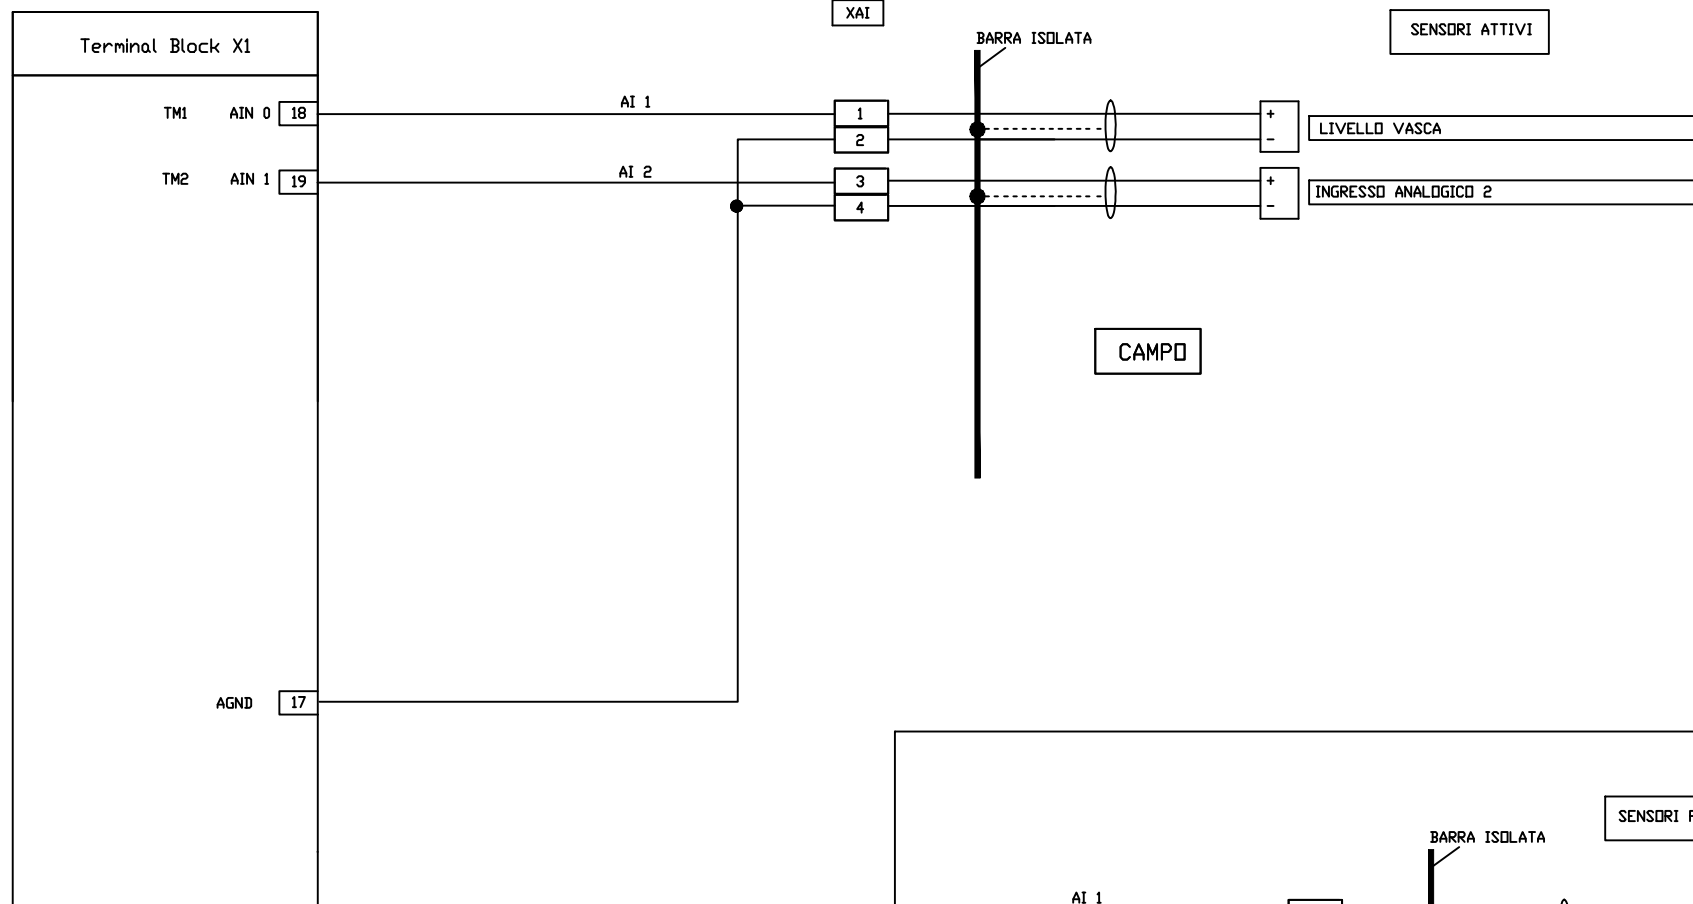 XAI
Terminal Block X1
BARRA ISOLATA
SENSORI ATTIVI
TM1 AIN 0 18
AI 1
1
2
+
-
LIVELLO VASCA
TM2 AIN 1 19
AI 2
3
4
+
-
INGRESSO ANALOGICO 2
CAMPO
AGND 17
SENSORI
BARRA ISOLATA
AI 1